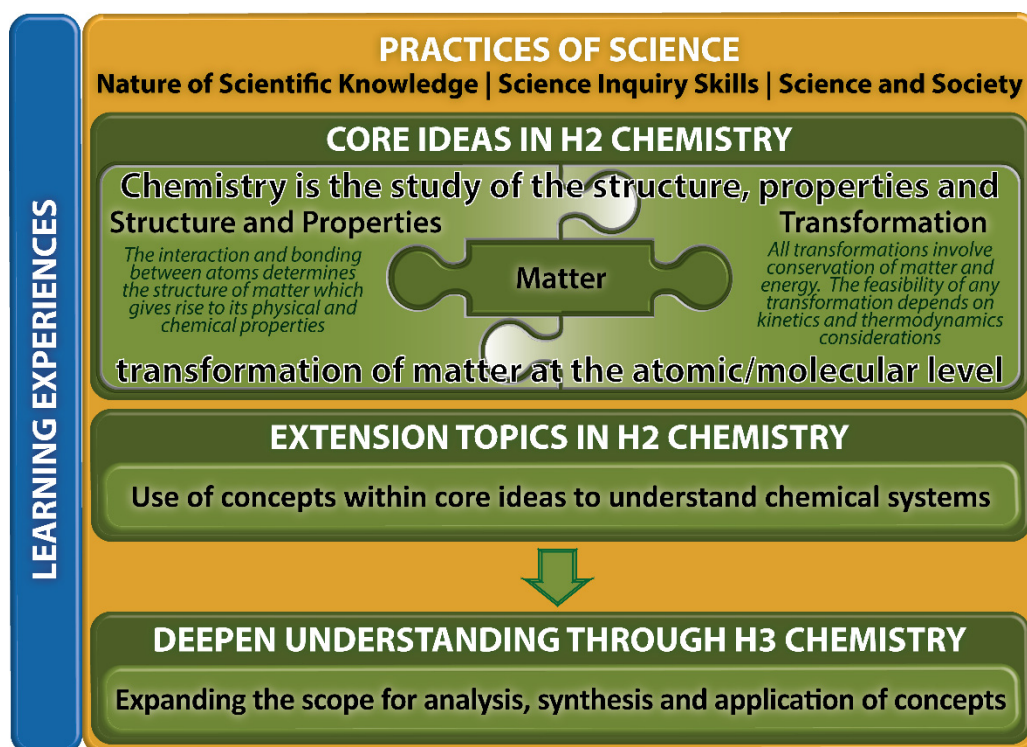 LEARNING EXPERIENCES
PRACTICES OF SCIENCE
Nature of Scientific Knowledge | Science Inquiry Skills | Science and Society
CORE IDEAS IN H2 CHEMISTRY
Chemistry is the study of the structure, properties and
Structure and Properties
The interaction and bonding
between atoms determines
the structure of matter which
gives rise to its physical and
chemical properties
Matter
Transformation
All transformations involve
conservation of matter and
energy. The feasibility of any
transformation depends on
kinetics and thermodynamics
considerations
transformation of matter at the atomic/molecular level
EXTENSION TOPICS IN H2 CHEMISTRY
Use of concepts within core ideas to understand chemical systems
DEEPEN UNDERSTANDING THROUGH H3 CHEMISTRY
Expanding the scope for analysis, synthesis and application of concepts